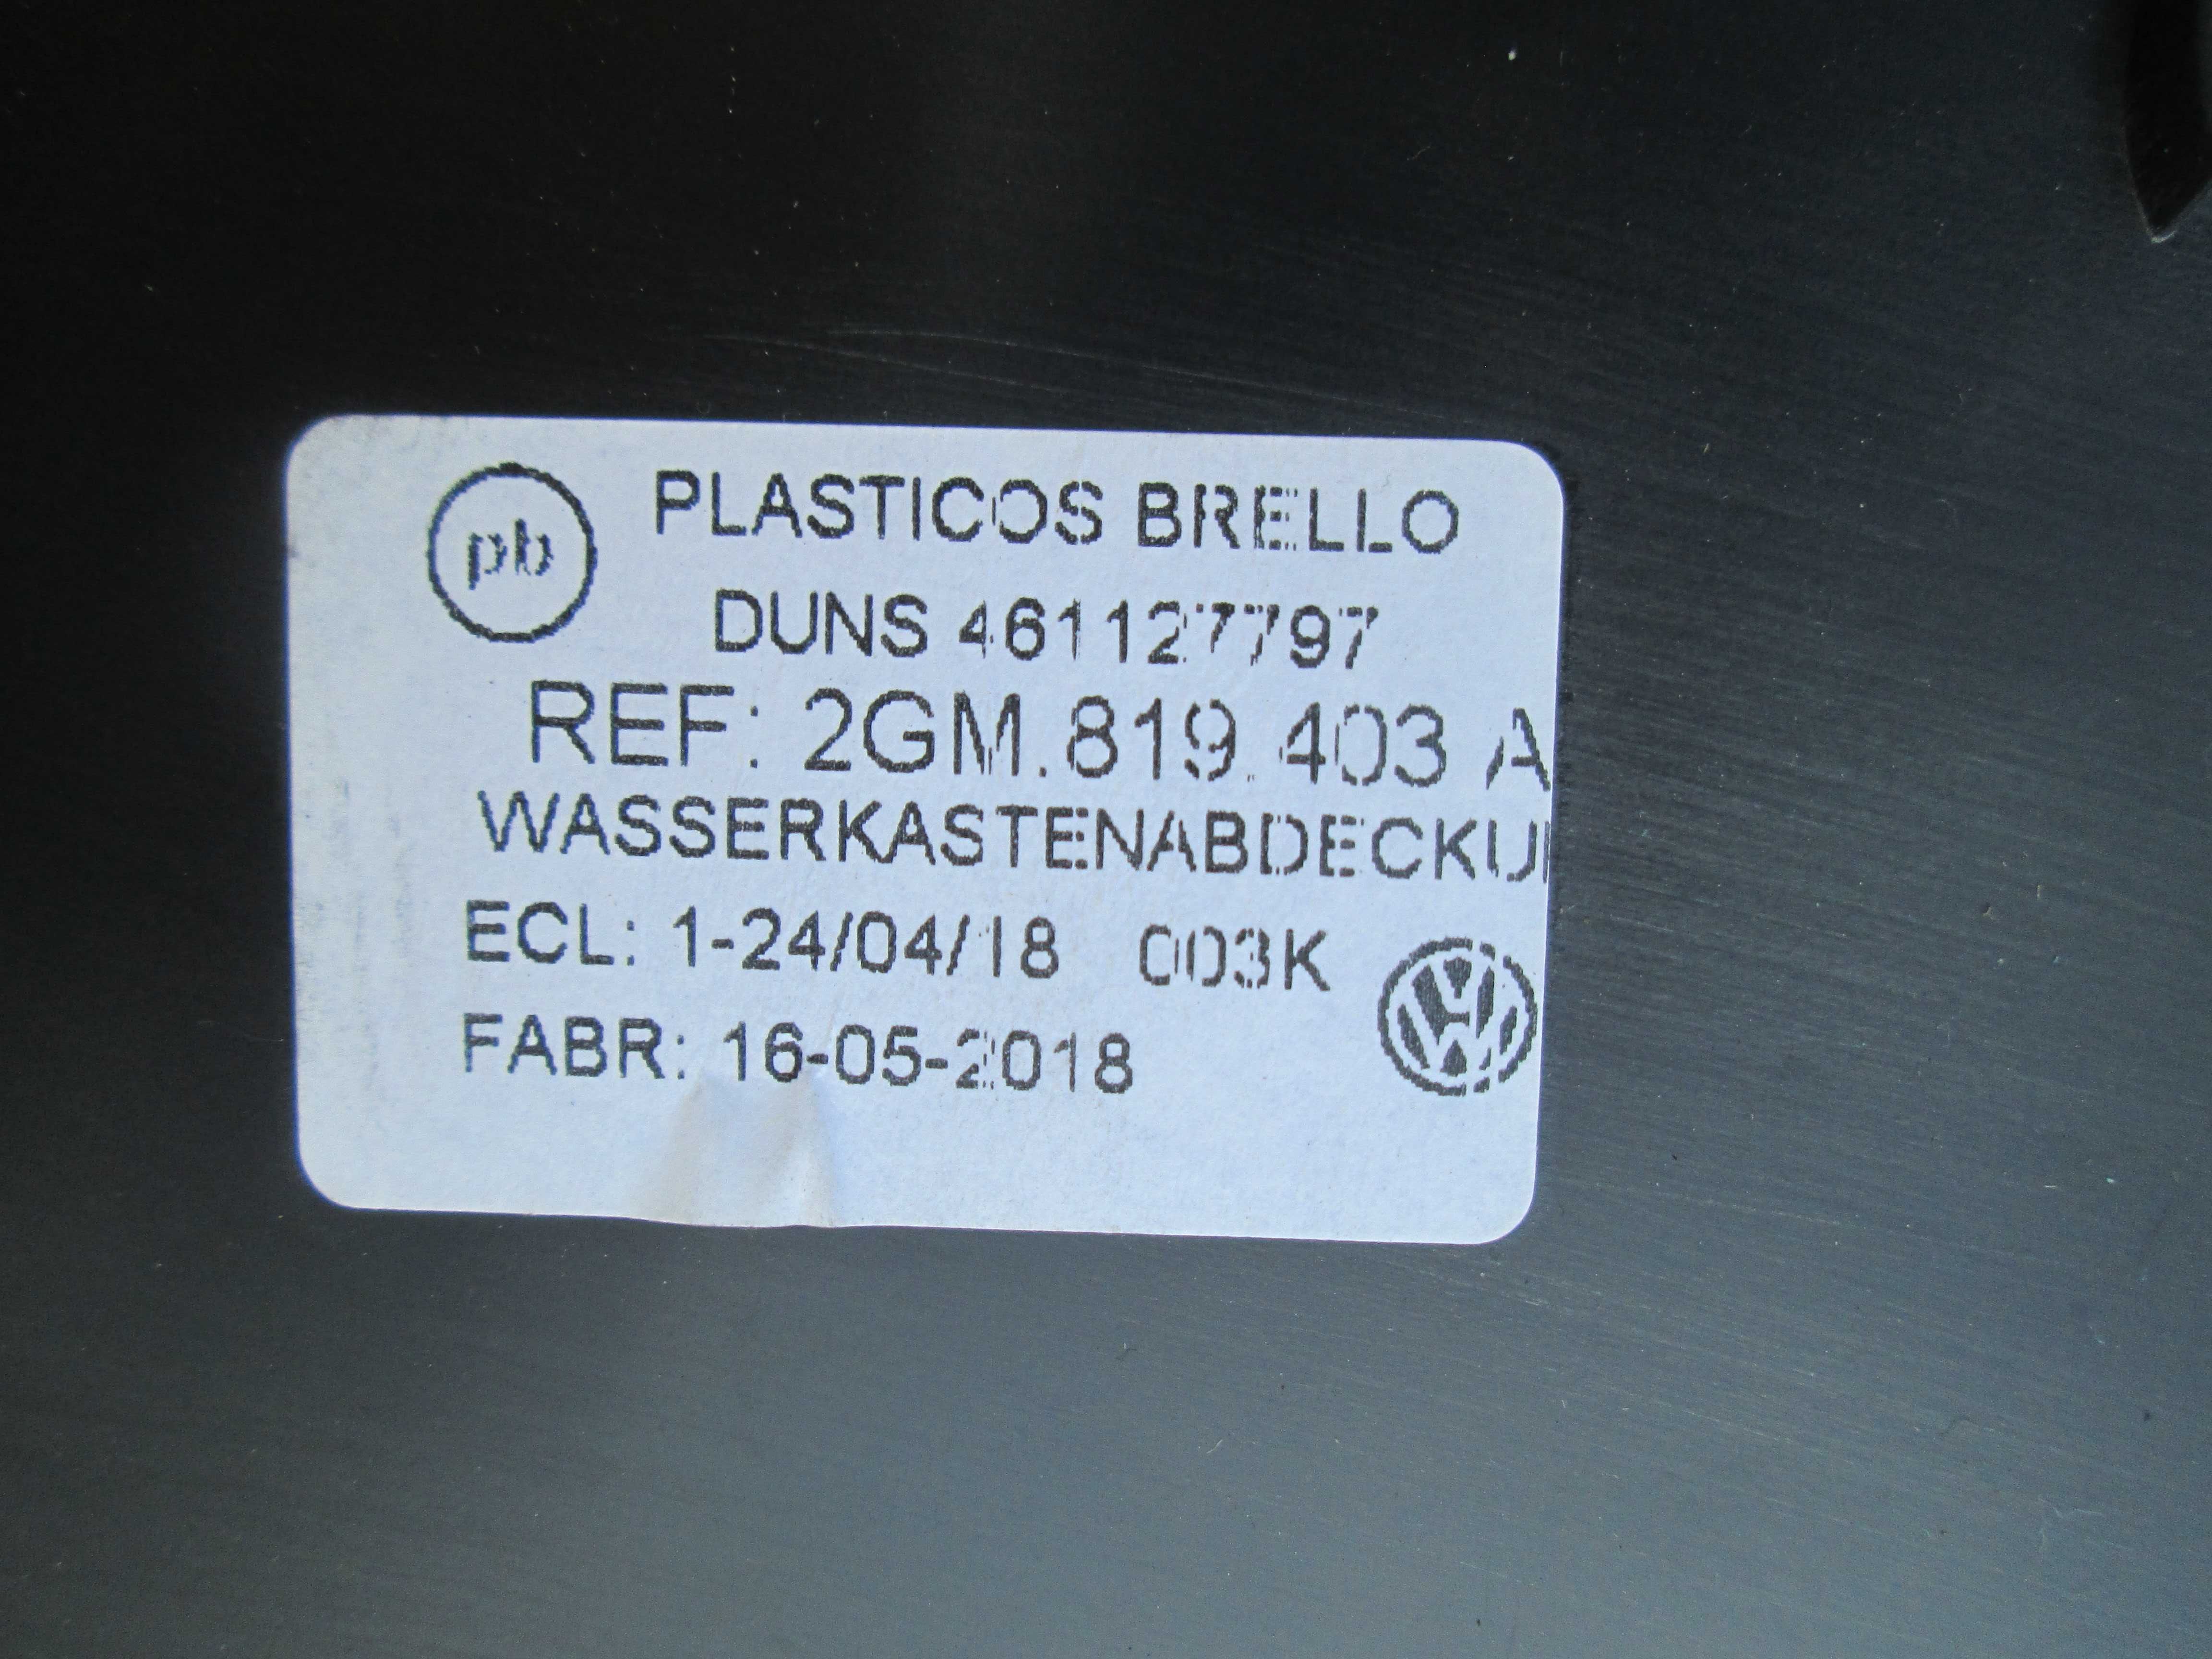 pb
PLASTICOS BRELLO
DUNS 461127797
REF: 2GM.819.403 A
WASSERKASTENABDECKU
ECL: 1-24/04/18 003K
FABR: 16-05-2018